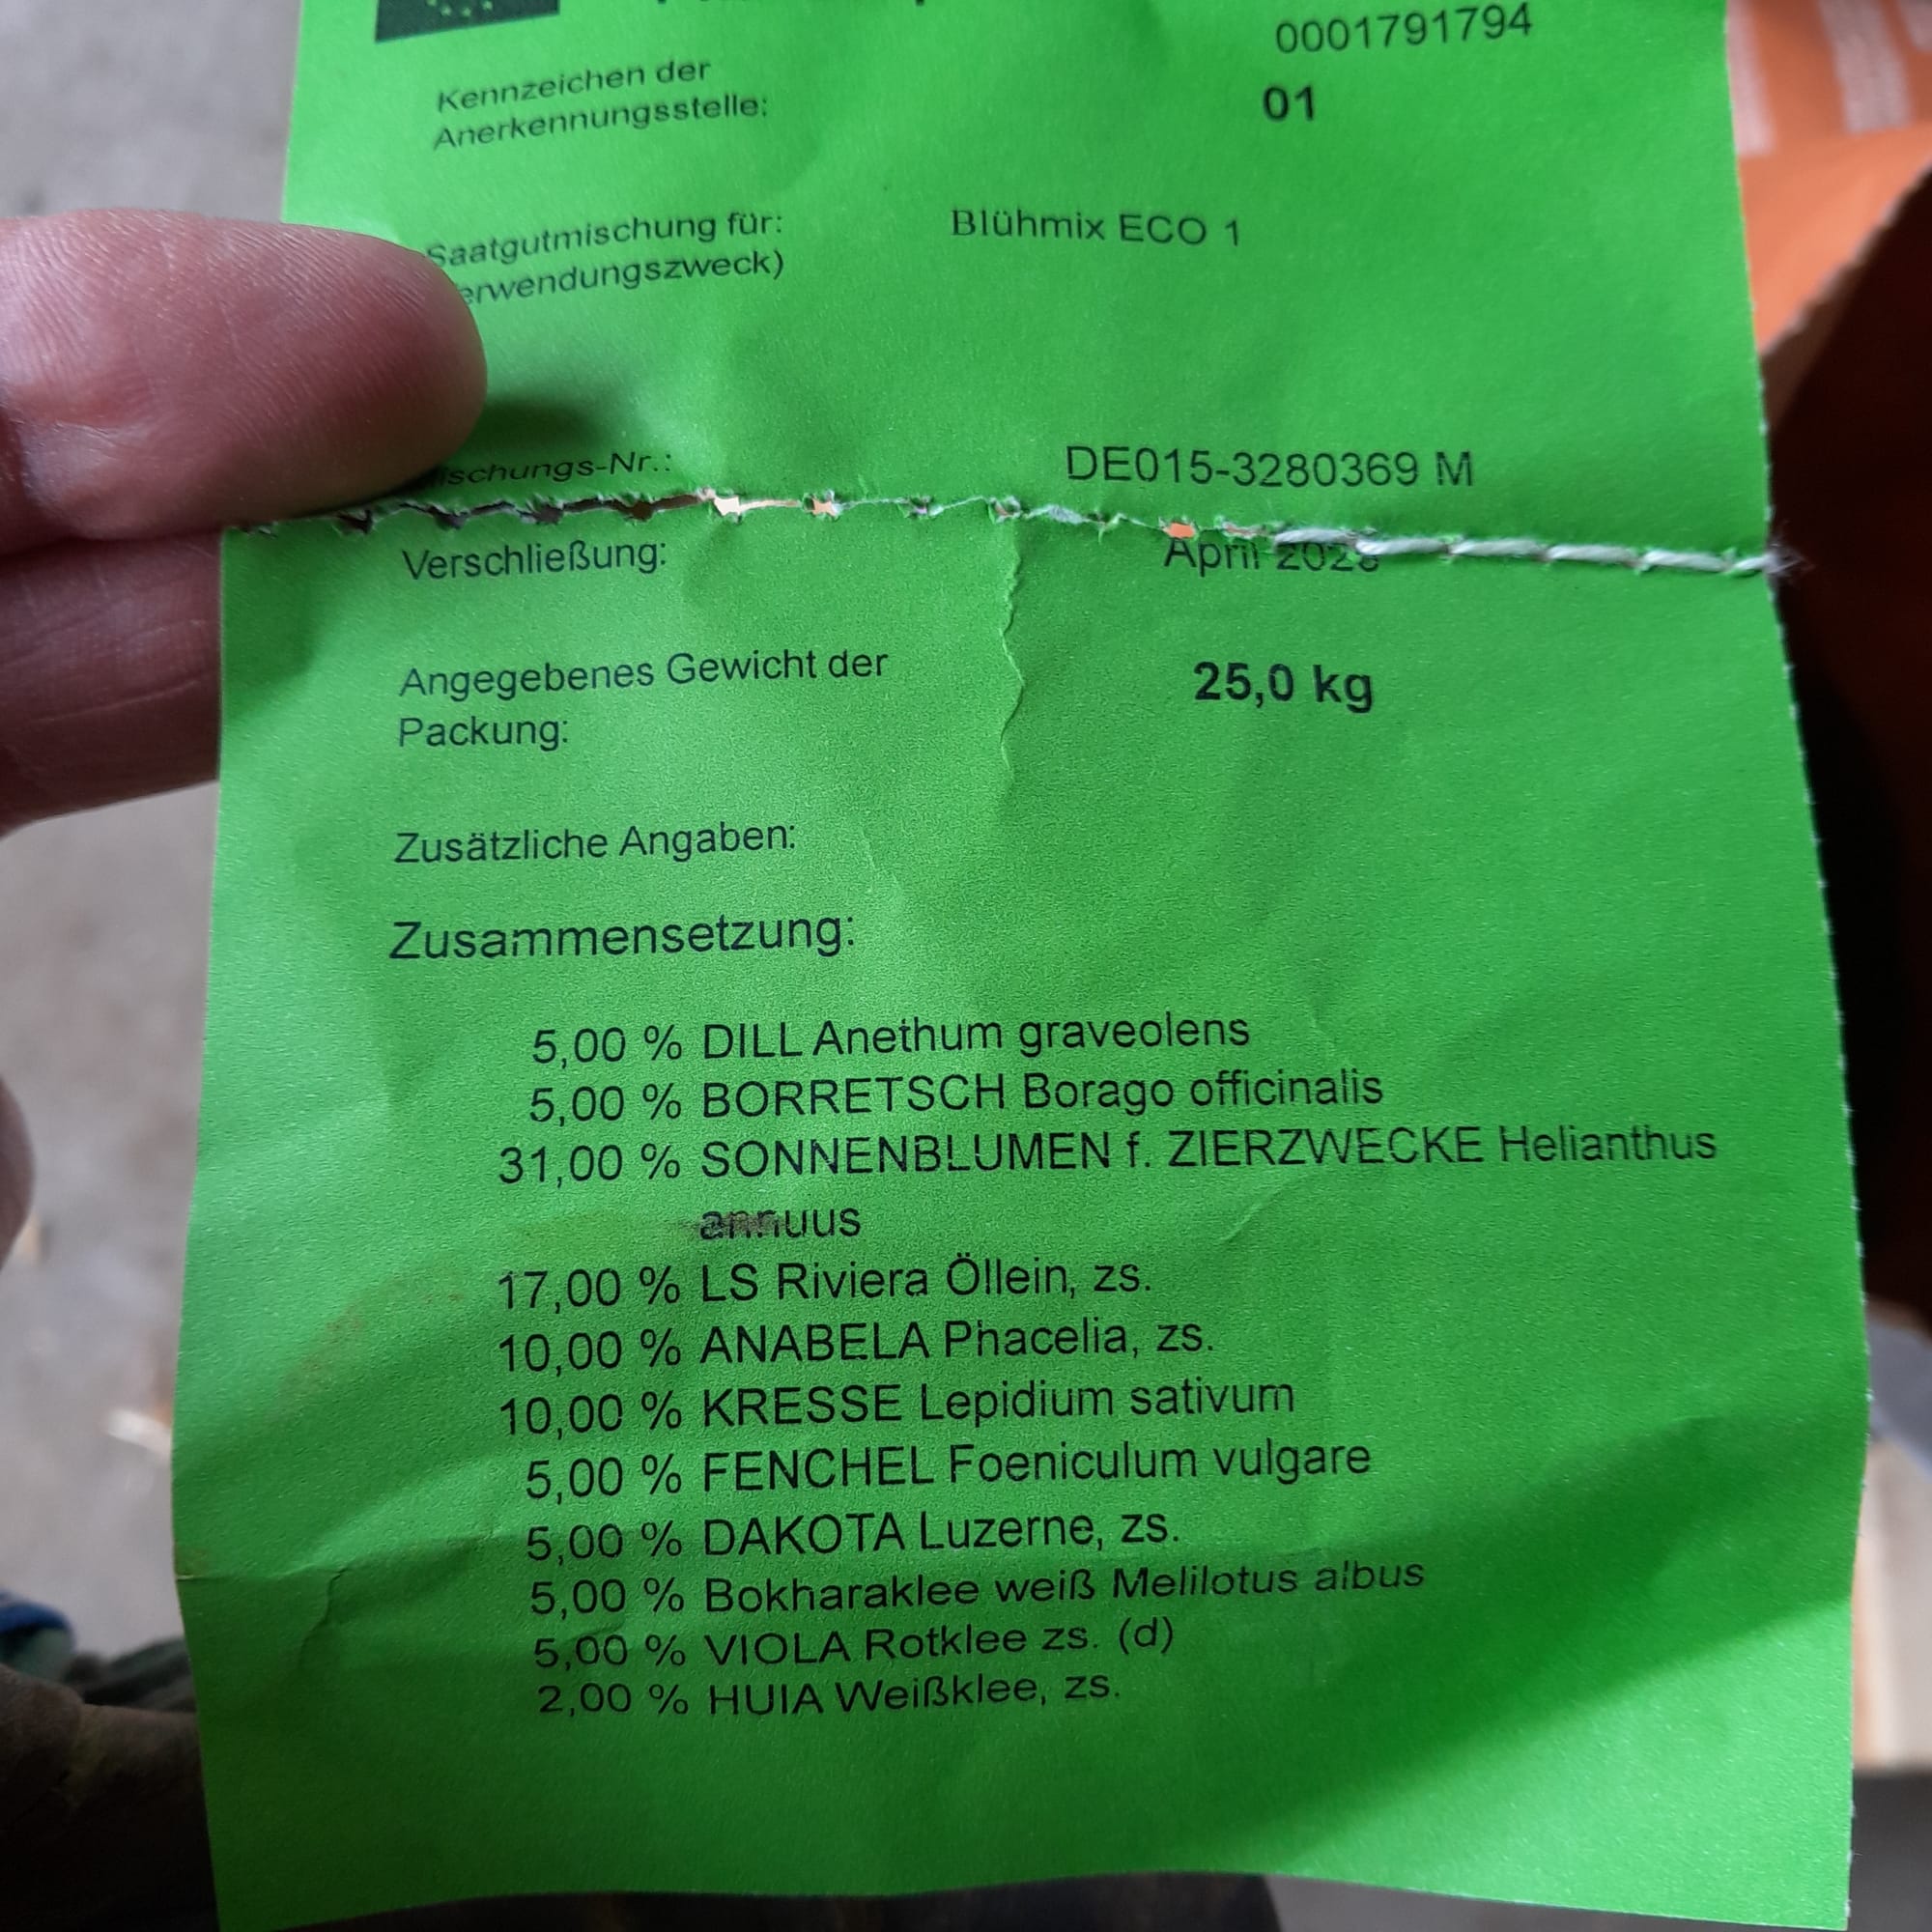 0001791794
Kennzeichen der
Anerkennungsstelle:
01
Saatgutmischung für:
Blühmix ECO 1
erwendungszweck)
ischungs-Nr.:
DE015-3280369 M
Verschließung:
April
Angegebenes Gewicht der
Packung:
25,0 kg
Zusätzliche Angaben:
Zusammensetzung:
5,00 % DILL Anethum graveolens
5,00 % BORRETSCH Borago officinalis
31,00 % SONNENBLUMEN f. ZIERZWECKE Helianthus
annuus
17,00 % LS Riviera Öllein, zs.
10,00 % ANABELA Phacelia, zs.
10,00 % KRESSE Lepidium sativum
5,00 % FENCHEL Foeniculum vulgare
5,00 % DAKOTA Luzerne, zs.
5,00 % Bokharaklee weiß Melilotus albus
5,00 % VIOLA Rotklee zs. (d)
2,00 % HUIA Weißklee, zs.